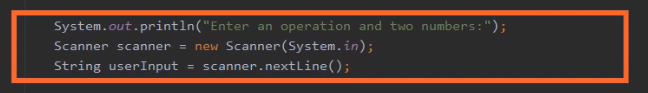 System.out.println("Enter an operation and two numbers:");
Scanner scanner = new Scanner(System.in);
String userInput = scanner.nextLine();